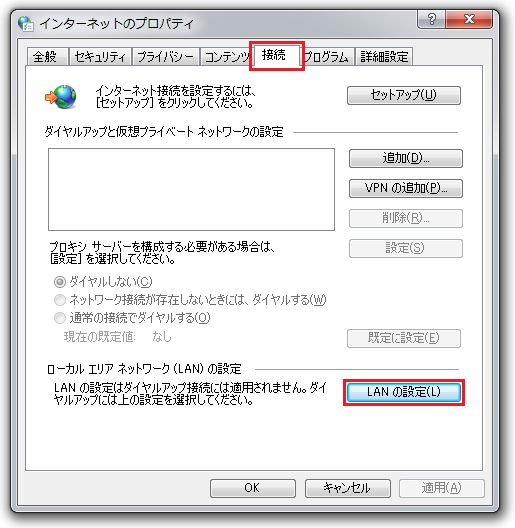 インターネットのプロパティ
全般 セキュリティ プライバシー コンテンツ 接続 プログラム 詳細設定
インターネット接続を設定するには、
[セットアップ] をクリックしてください。
セットアップ(U)
ダイヤルアップと仮想プライベート ネットワークの設定
追加(D)...
VPN の追加(P)...
削除(R)...
プロキシ サーバーを構成する必要がある場合は、
[設定] を選択してください。
設定(S)
ダイヤルしない(C)
ネットワーク接続が存在しないときには、ダイヤルする(W)
通常の接続でダイヤルする(O)
現在の既定値: なし
既定に設定(E)
ローカル エリア ネットワーク (LAN) の設定
LAN の設定はダイヤルアップ接続には適用されません。ダイ
ヤルアップには上の設定を選択してください。
LAN の設定(L)
OK キャンセル 適用(A)